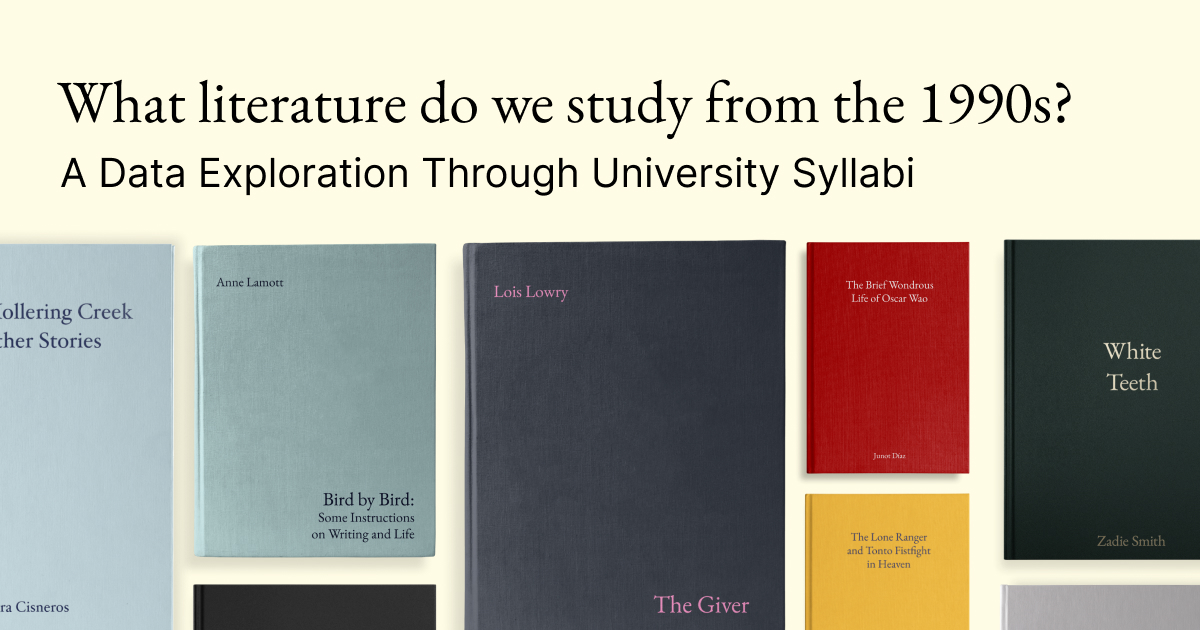 What literature do we study from the 1990s?
A Data Exploration Through University Syllabi
ollering Creek
her Stories
ra Cisneros
Anne Lamott
Bird by Bird:
Some Instructions
on Writing and Life
Lois Lowry
The Giver
The Brief Wondrous
Life of Oscar Wao
Junot Díaz
The Lone Ranger
and Tonto Fistfight
in Heaven
White
Teeth
Zadie Smith